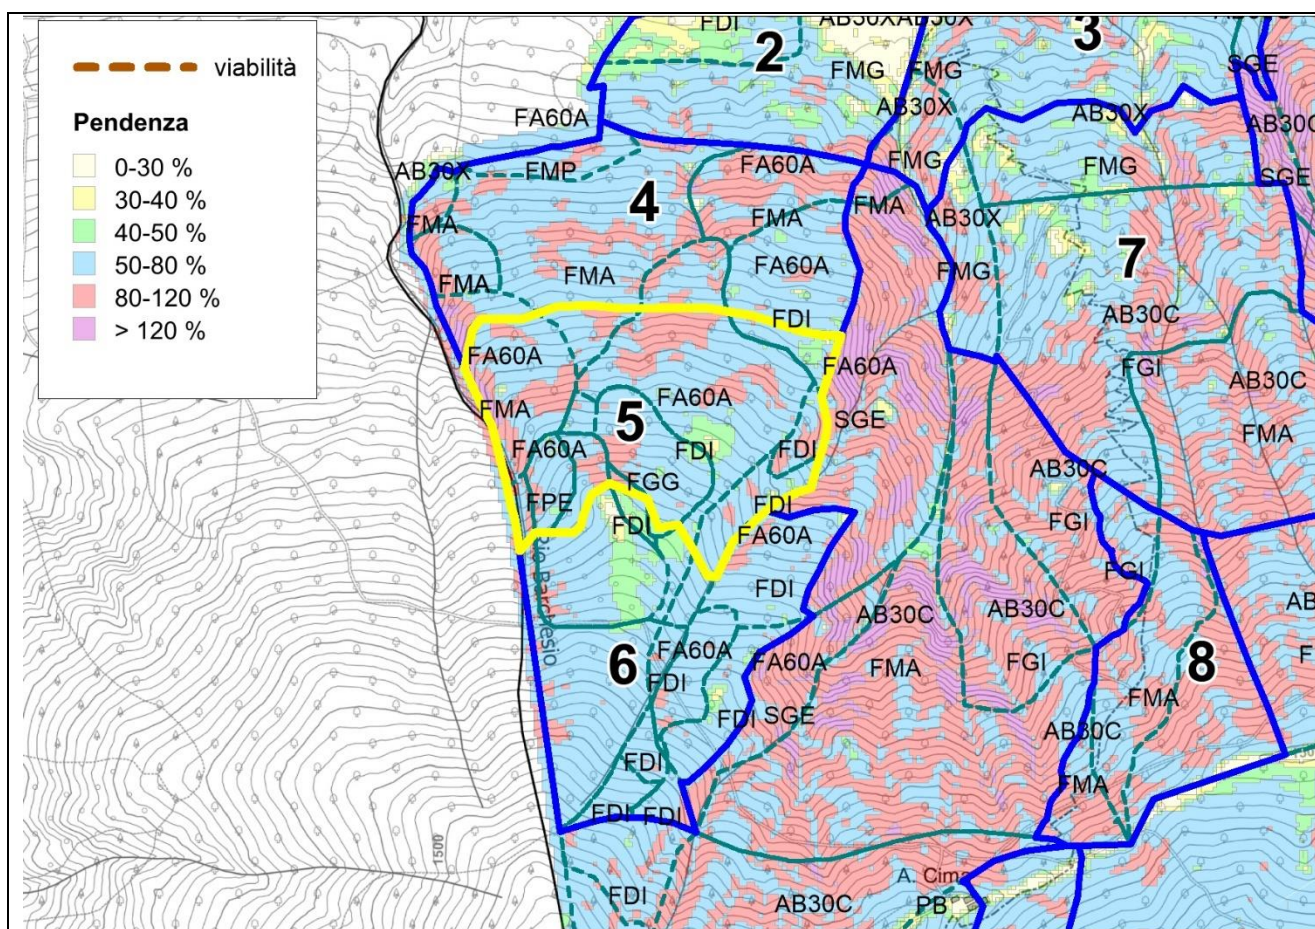 viabilità
Pendenza
0-30 %
30-40 %
40-50 %
50-80 %
80-120 %
> 120 %
FDI
2
3
FMG
FMG
SGE
AB30X
AB30X
FA60A
AB30X
FMP
FA60A
FMG
FMG
SGE
4
FMA
FMA
FMA
AB30X
FMA
FMA
FA60A
FMG
7
FDI
AB30C
FA60A
FA60A
FGI
AB30C
FMA
FMA
5
FA60A
SGE
FA60A
FDI
FDI
AB30C
FGG
FPE
FDI
FDI
FGI
FA60A
FGI
Rio Barchesio
FDI
AB30C
AB30C
6
FA60A
FDI
FA60A
FMA
FGI
8
FMA
FDI
SGE
AB30C
FDI
FMA
FDI
FDI
1500
A. Cima
FDI
AB30C
PB